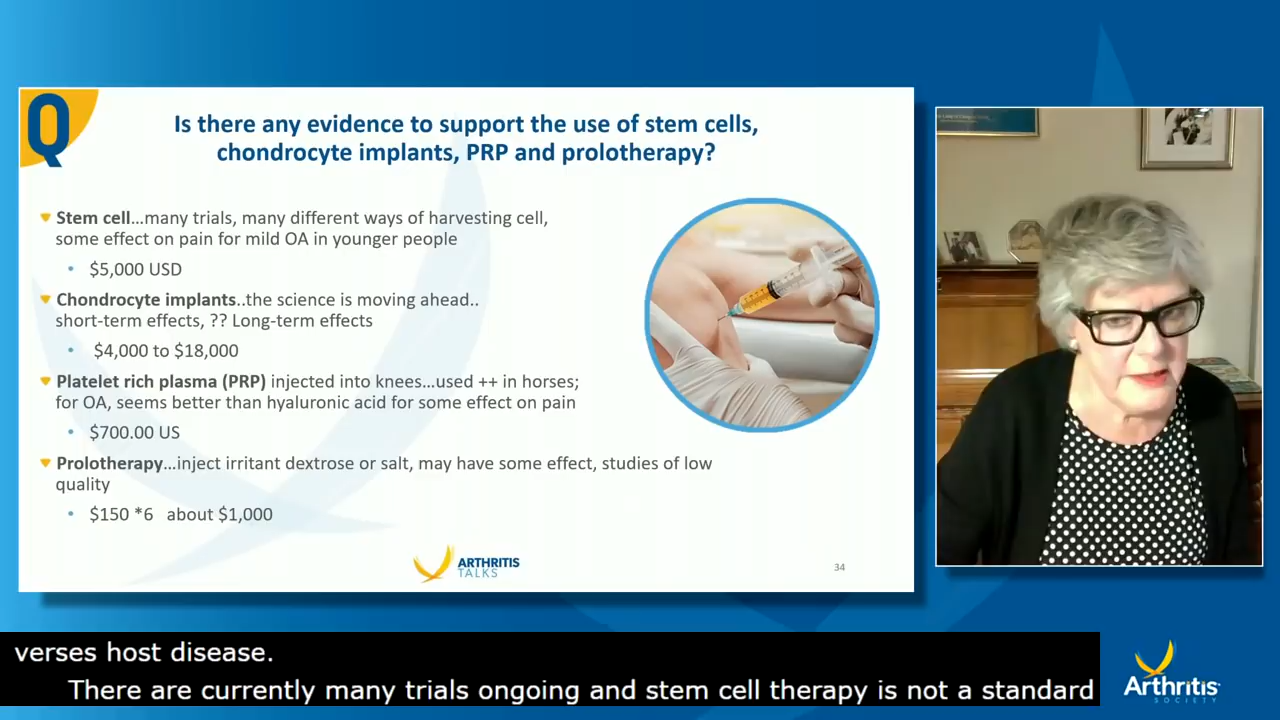 Q
Is there any evidence to support the use of stem cells,
chondrocyte implants, PRP and prolotherapy?
Stem cell...many trials, many different ways of harvesting cell,
some effect on pain for mild OA in younger people
• $5,000 USD
Chondrocyte implants..the science is moving ahead..
short-term effects, ?? Long-term effects
• $4,000 to $18,000
Platelet rich plasma (PRP) injected into knees...used ++ in horses;
for OA, seems better than hyaluronic acid for some effect on pain
• $700.00 US
Prolotherapy...inject irritant dextrose or salt, may have some effect, studies of low
quality
• $150 *6 about $1,000
ARTHRITIS
TALKS
34
verses host disease.
There are currently many trials ongoing and stem cell therapy is not a standard
Arthritis
SOCIETY